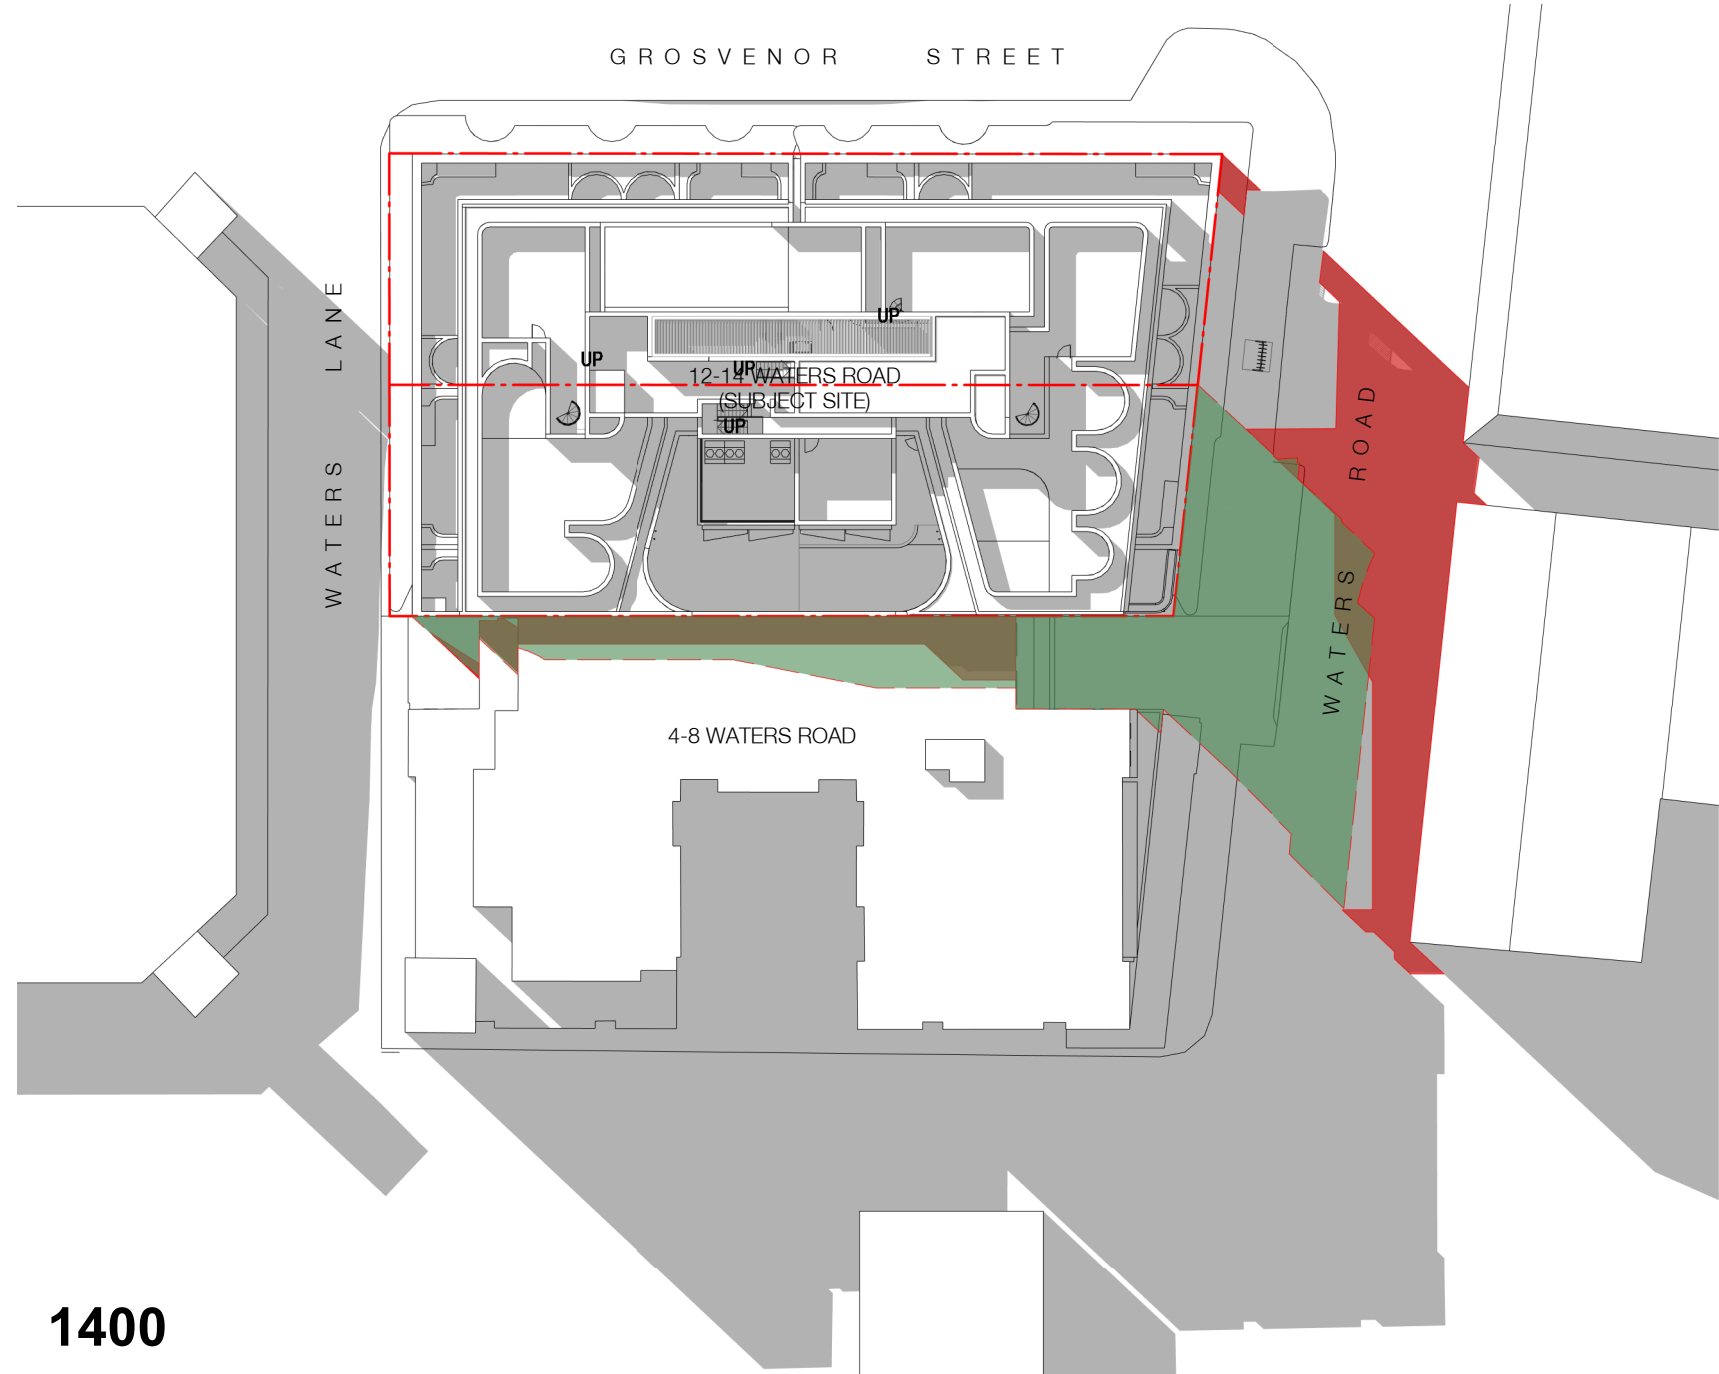 GROSVENOR STREET
WATERS LANE
UP
UP
UP
12-14 WATERS ROAD
(SUBJECT SITE)
UP
WATERS ROAD
4-8 WATERS ROAD
1400